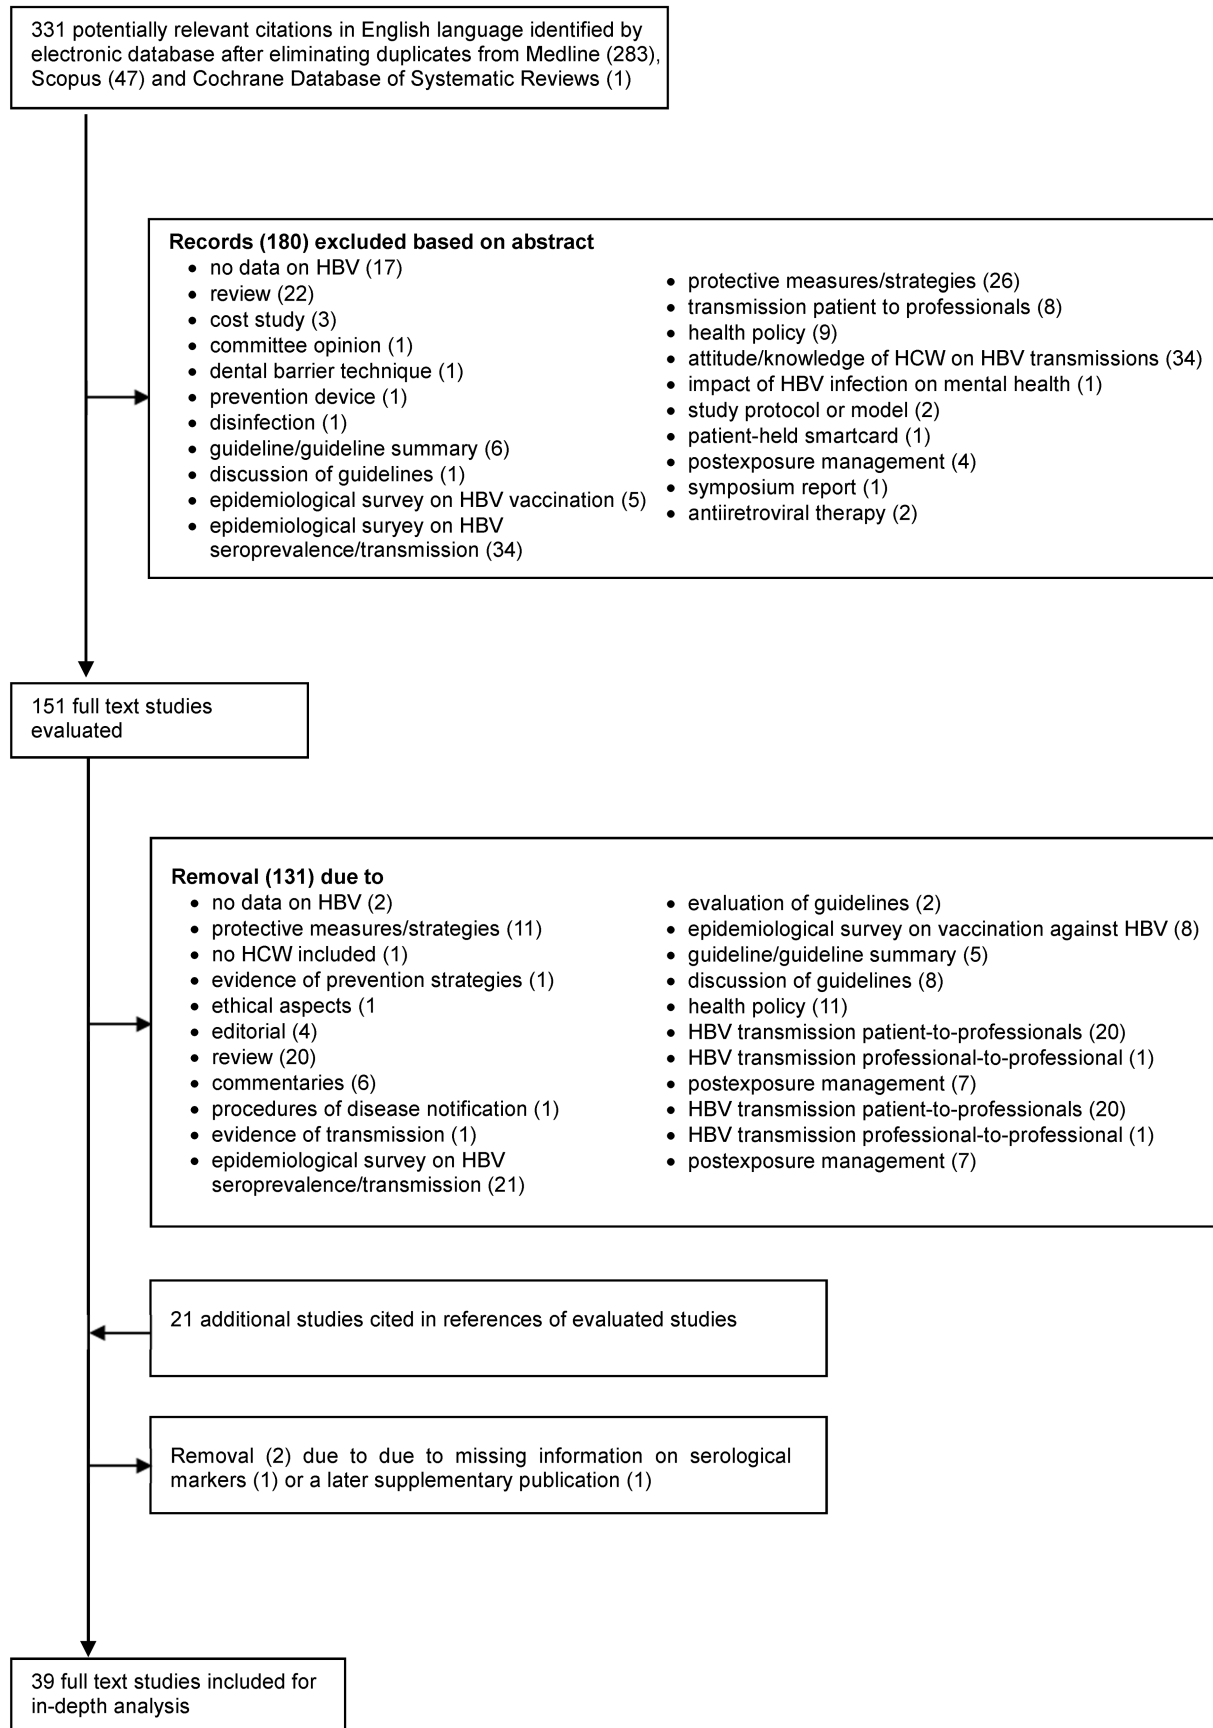 331 potentially relevant citations in English language identified by
electronic database after eliminating duplicates from Medline (283),
Scopus (47) and Cochrane Database of Systematic Reviews (1)
Records (180) excluded based on abstract
• no data on HBV (17)
• review (22)
• cost study (3)
• committee opinion (1)
• dental barrier technique (1)
• prevention device (1)
• disinfection (1)
• guideline/guideline summary (6)
• discussion of guidelines (1)
• epidemiological survey on HBV vaccination (5)
• epidemiological suryey on HBV
seroprevalence/transmission (34)
• protective measures/strategies (26)
• transmission patient to professionals (8)
• health policy (9)
• attitude/knowledge of HCW on HBV transmissions (34)
• impact of HBV infection on mental health (1)
• study protocol or model (2)
• patient-held smartcard (1)
• postexposure management (4)
• symposium report (1)
• antiiretroviral therapy (2)
151 full text studies
evaluated
Removal (131) due to
• no data on HBV (2)
• protective measures/strategies (11)
• no HCW included (1)
• evidence of prevention strategies (1)
• ethical aspects (1
• editorial (4)
• review (20)
• commentaries (6)
• procedures of disease notification (1)
• evidence of transmission (1)
• epidemiological survey on HBV
seroprevalence/transmission (21)
• evaluation of guidelines (2)
• epidemiological survey on vaccination against HBV (8)
• guideline/guideline summary (5)
• discussion of guidelines (8)
• health policy (11)
• HBV transmission patient-to-professionals (20)
• HBV transmission professional-to-professional (1)
• postexposure management (7)
• HBV transmission patient-to-professionals (20)
• HBV transmission professional-to-professional (1)
• postexposure management (7)
21 additional studies cited in references of evaluated studies
Removal (2) due to due to missing information on serological
markers (1) or a later supplementary publication (1)
39 full text studies included for
in-depth analysis